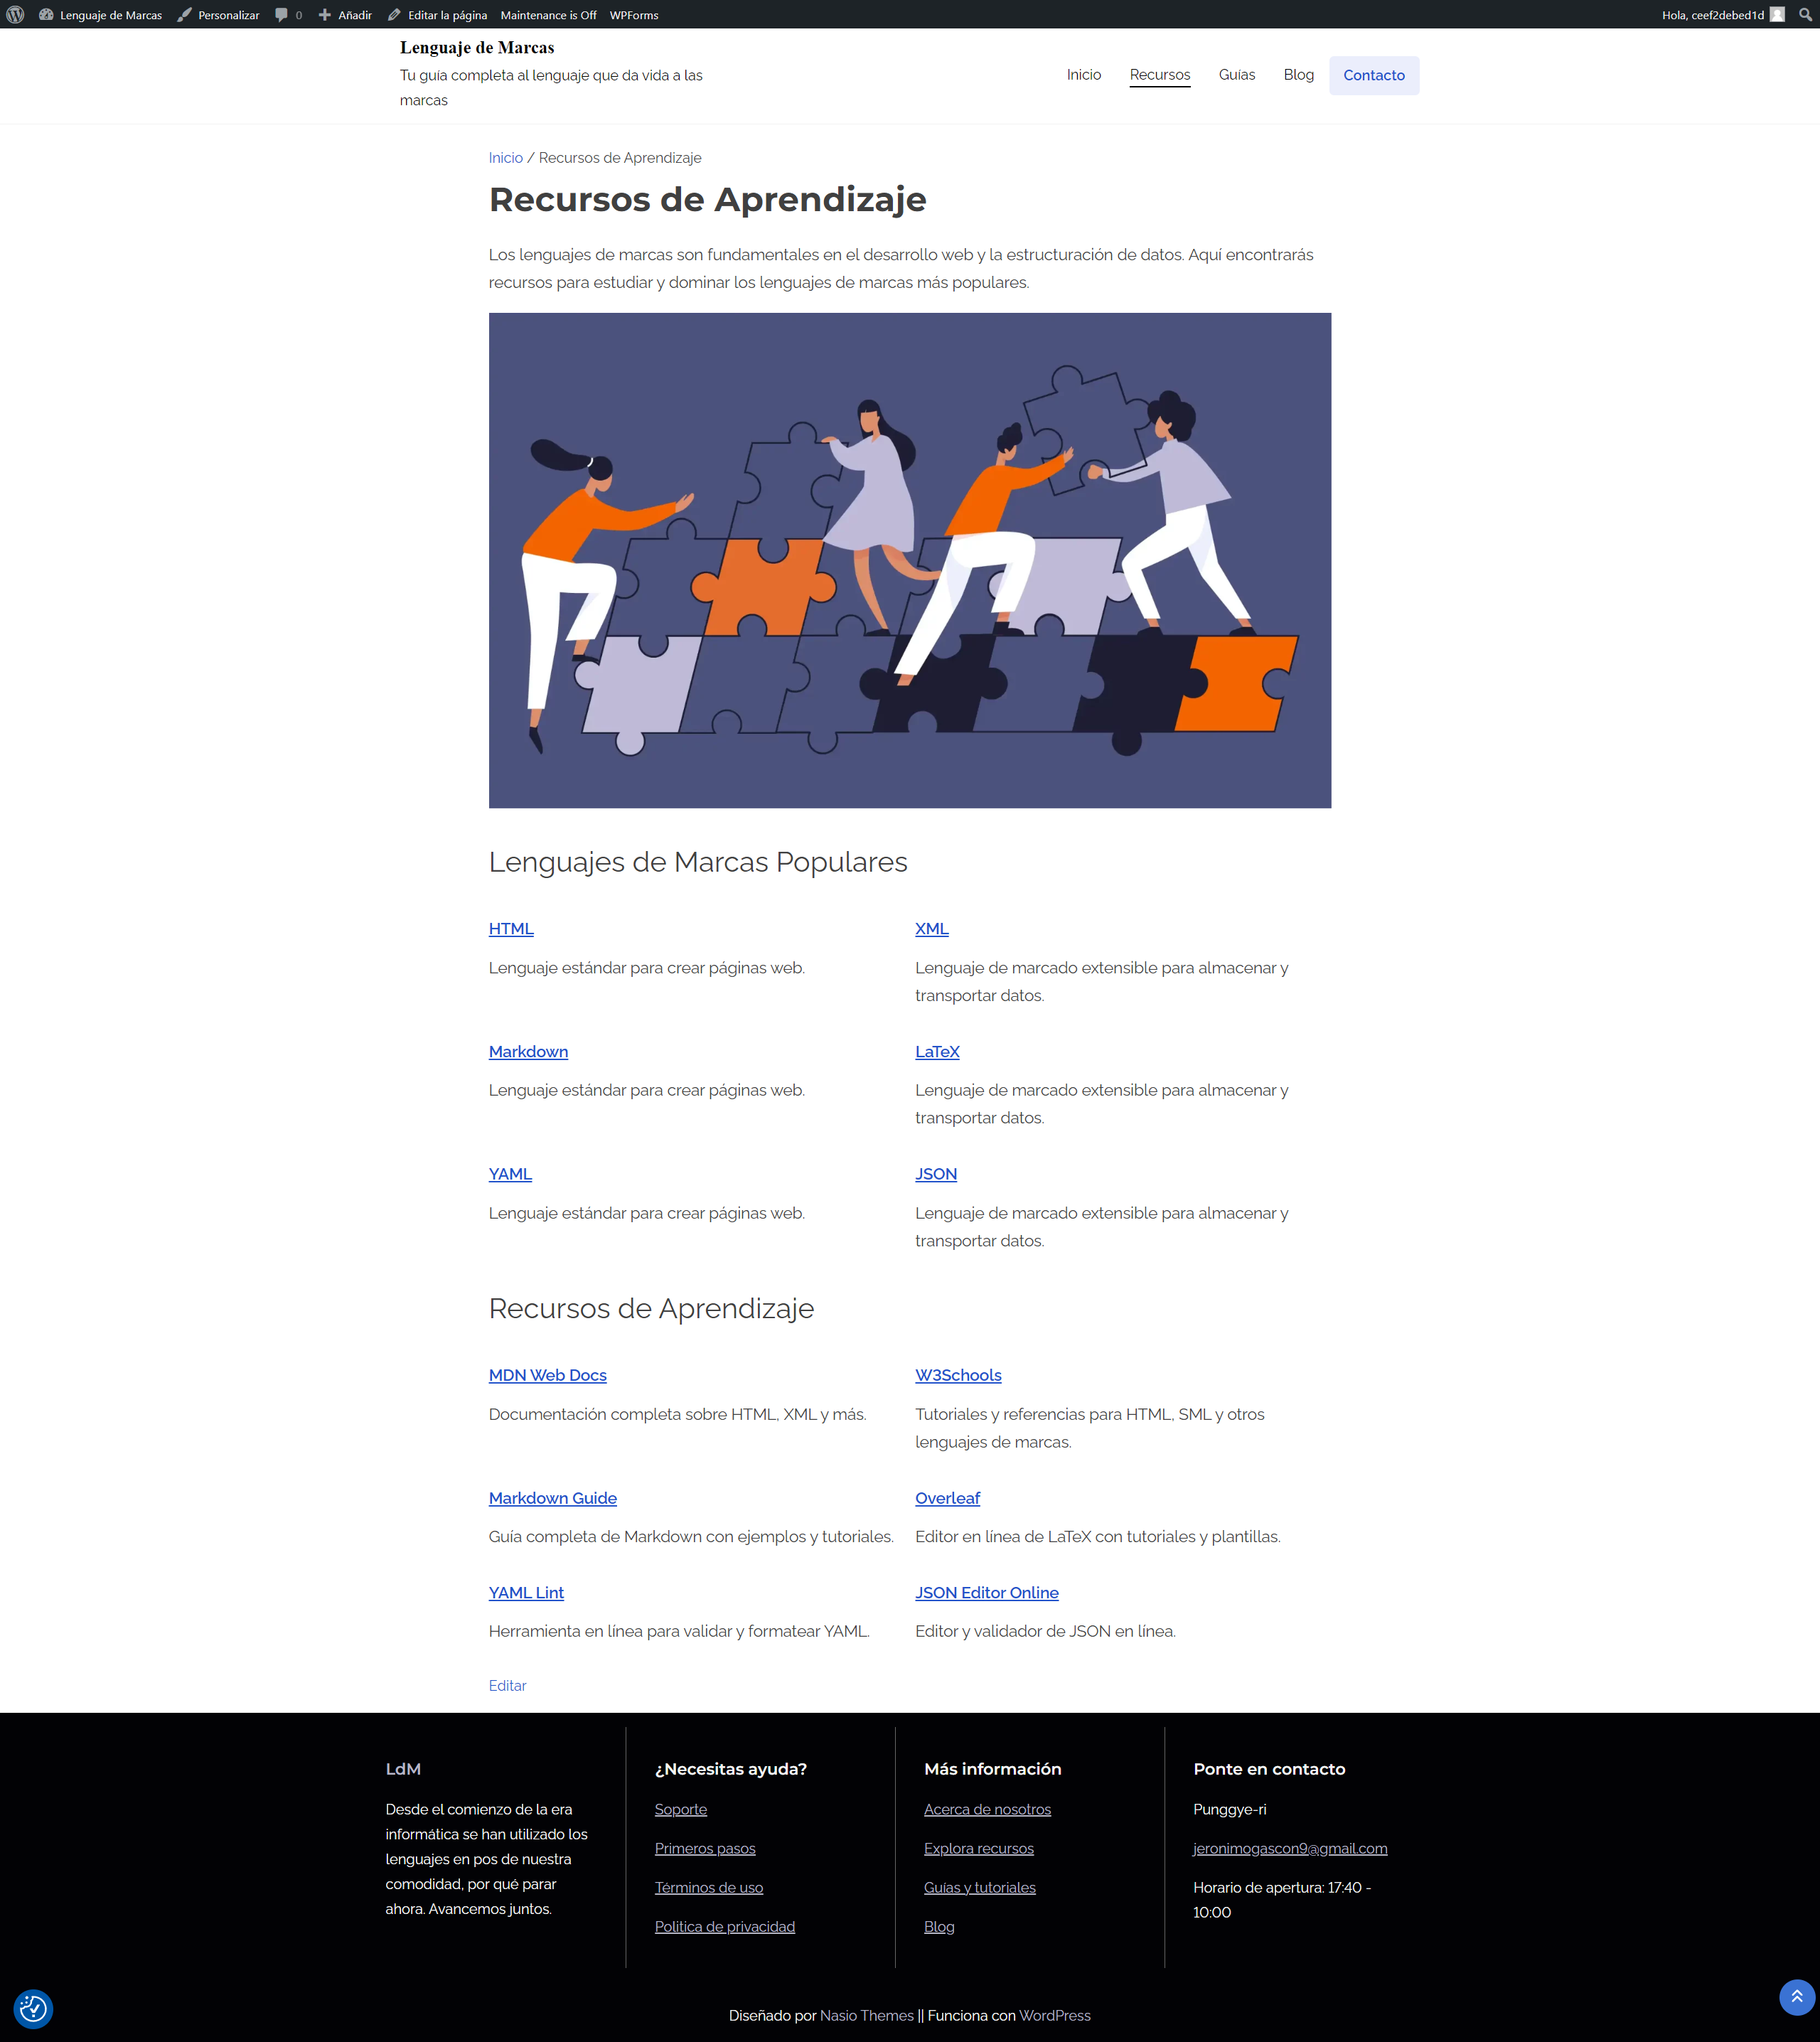 Lenguaje de Marcas
Personalizar
0
Añadir
Editar la página
Maintenance is Off
WPForms
Hola, ceef2debed1d
Lenguaje de Marcas
Tu guía completa al lenguaje que da vida a las
marcas
Inicio
Recursos
Guías
Blog
Contacto
Inicio / Recursos de Aprendizaje
Recursos de Aprendizaje
Los lenguajes de marcas son fundamentales en el desarrollo web y la estructuración de datos. Aquí encontrarás
recursos para estudiar y dominar los lenguajes de marcas más populares.
Lenguajes de Marcas Populares
HTML
Lenguaje estándar para crear páginas web.
XML
Lenguaje de marcado extensible para almacenar y
transportar datos.
Markdown
Lenguaje estándar para crear páginas web.
LaTeX
Lenguaje de marcado extensible para almacenar y
transportar datos.
YAML
Lenguaje estándar para crear páginas web.
JSON
Lenguaje de marcado extensible para almacenar y
transportar datos.
Recursos de Aprendizaje
MDN Web Docs
Documentación completa sobre HTML, XML y más.
W3Schools
Tutoriales y referencias para HTML, SML y otros
lenguajes de marcas.
Markdown Guide
Guía completa de Markdown con ejemplos y tutoriales.
Overleaf
Editor en línea de LaTeX con tutoriales y plantillas.
YAML Lint
Herramienta en línea para validar y formatear YAML.
JSON Editor Online
Editor y validador de JSON en línea.
Editar
LdM
Desde el comienzo de la era
informática se han utilizado los
lenguajes en pos de nuestra
comodidad, por qué parar
ahora. Avancemos juntos.
¿Necesitas ayuda?
Soporte
Primeros pasos
Términos de uso
Politica de privacidad
Más información
Acerca de nosotros
Explora recursos
Guías y tutoriales
Blog
Ponte en contacto
Punggye-ri
jeronimogascon9@gmail.com
Horario de apertura: 17:40 -
10:00
Diseñado por Nasio Themes || Funciona con WordPress